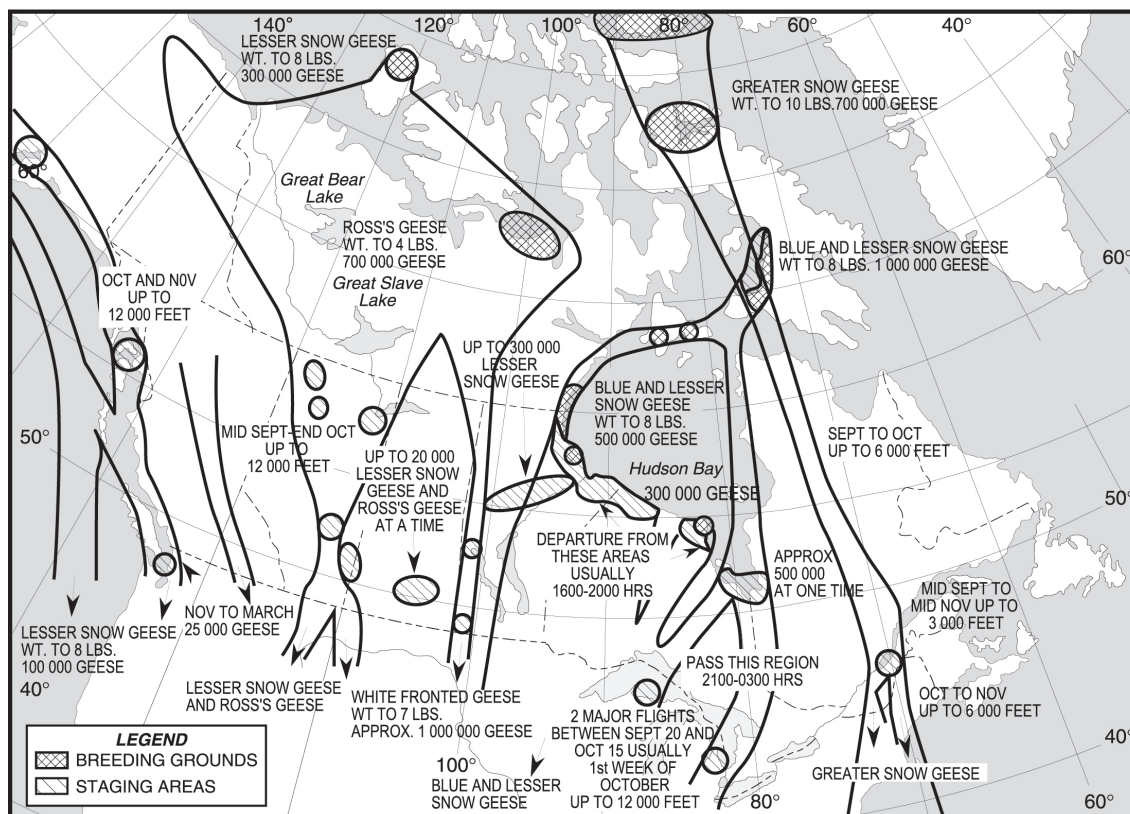 140°
120°
100°
80°
60°
40°
LESSER SNOW GEESE
WT. TO 8 LBS.
300 000 GEESE
GREATER SNOW GEESE
WT. TO 10 LBS.700 000 GEESE
60°
Great Bear
Lake
ROSS'S GEESE
WT. TO 4 LBS.
700 000 GEESE
Great Slave
Lake
BLUE AND LESSER SNOW GEESE
WT TO 8 LBS. 1 000 000 GEESE
60°
OCT AND N0V
UP TO
12 000 FEET
UP TO 300 000
LESSER
SNOW GEESE
BLUE AND LESSER
SNOW GEESE
WT TO 8 LBS.
500 000 GEESE
50°
MID SEPT-END OCT
UP TO
12 000 FEET
UP TO 20 000
LESSER SNOW
GEESE AND
ROSS'S GEESE
AT A TIME
Hudson Bay
300 000 GEESE
SEPT TO OCT
UP TO 6 000 FEET
50°
DEPARTURE FROM
THESE AREAS
USUALLY
1600-2000 HRS
APPROX
500 000
AT ONE TIME
MID SEPT TO
MID NOV UP TO
3 000 FEET
NOV TO MARCH
25 000 GEESE
LESSER SNOW GEESE
WT. TO 8 LBS.
100 000 GEESE
40°
LESSER SNOW GEESE
AND ROSS'S GEESE
WHITE FRONTED GEESE
WT TO 7 LBS.
APPROX. 1 000 000 GEESE
PASS THIS REGION
2100-0300 HRS
OCT TO NOV
UP TO 6 000 FEET
2 MAJOR FLIGHTS
BETWEEN SEPT 20 AND
OCT 15 USUALLY
1st WEEK OF
OCTOBER
UP TO 12 000 FEET
40°
LEGEND
BREEDING GROUNDS
STAGING AREAS
100°
BLUE AND LESSER
SNOW GEESE
GREATER SNOW GEESE
80°
60°